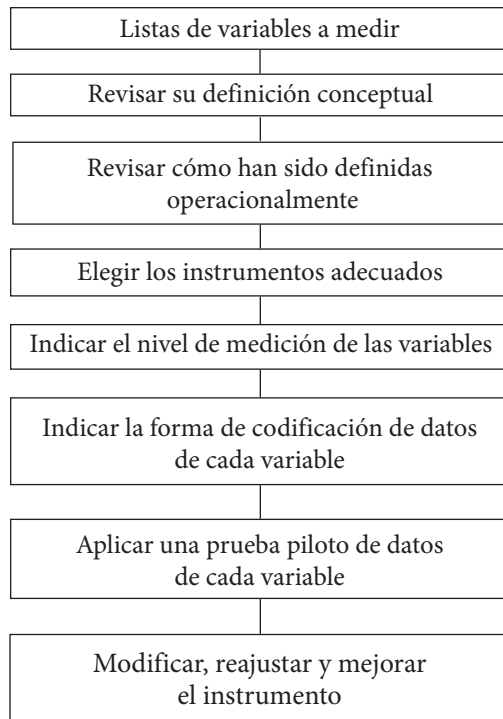 Listas de variables a medir
Revisar su definición conceptual
Revisar cómo han sido definidas
operacionalmente
Elegir los instrumentos adecuados
Indicar el nivel de medición de las variables
Indicar la forma de codificación de datos
de cada variable
Aplicar una prueba piloto de datos
de cada variable
Modificar, reajustar y mejorar
el instrumento